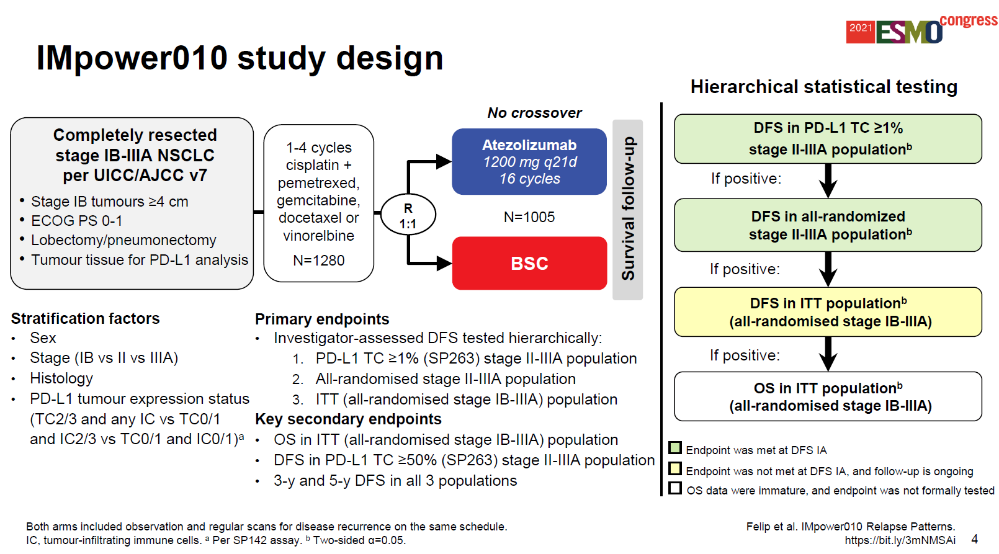 2021 ESMO congress
IMpower010 study design
Completely resected
stage IB-IIIA NSCLC
per UICC/AJCC v7
• Stage IB tumours ≥4 cm
• ECOG PS 0-1
• Lobectomy/pneumonectomy
• Tumour tissue for PD-L1 analysis
1-4 cycles
cisplatin +
pemetrexed,
gemcitabine,
docetaxel or
vinorelbine
N=1280
R
1:1
No crossover
Atezolizumab
1200 mg q21d
16 cycles
N=1005
BSC
Survival follow-up
Stratification factors
• Sex
• Stage (IB vs II vs IIIA)
• Histology
• PD-L1 tumour expression status
(TC2/3 and any IC vs TC0/1
and IC2/3 vs TC0/1 and IC0/1)ᵃ
Primary endpoints
• Investigator-assessed DFS tested hierarchically:
1. PD-L1 TC ≥1% (SP263) stage II-IIIA population
2. All-randomised stage II-IIIA population
3. ITT (all-randomised stage IB-IIIA) population
Key secondary endpoints
• OS in ITT (all-randomised stage IB-IIIA) population
• DFS in PD-L1 TC ≥50% (SP263) stage II-IIIA population
• 3-y and 5-y DFS in all 3 populations
Hierarchical statistical testing
DFS in PD-L1 TC ≥1%
stage II-IIIA populationᵇ
If positive:
DFS in all-randomized
stage II-IIIA populationᵇ
If positive:
DFS in ITT populationᵇ
(all-randomised stage IB-IIIA)
If positive:
OS in ITT populationᵇ
(all-randomised stage IB-IIIA)
Endpoint was met at DFS IA
Endpoint was not met at DFS IA, and follow-up is ongoing
OS data were immature, and endpoint was not formally tested
Both arms included observation and regular scans for disease recurrence on the same schedule.
IC, tumour-infiltrating immune cells. ᵃ Per SP142 assay. ᵇ Two-sided α=0.05.
Felip et al. IMpower010 Relapse Patterns.
https://bit.ly/3mNMSAi
4